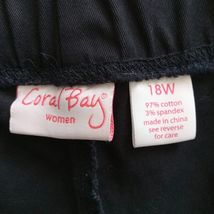 Coral Bay®
women
18W
97% cotton
3% spandex
made in china
see reverse
for care